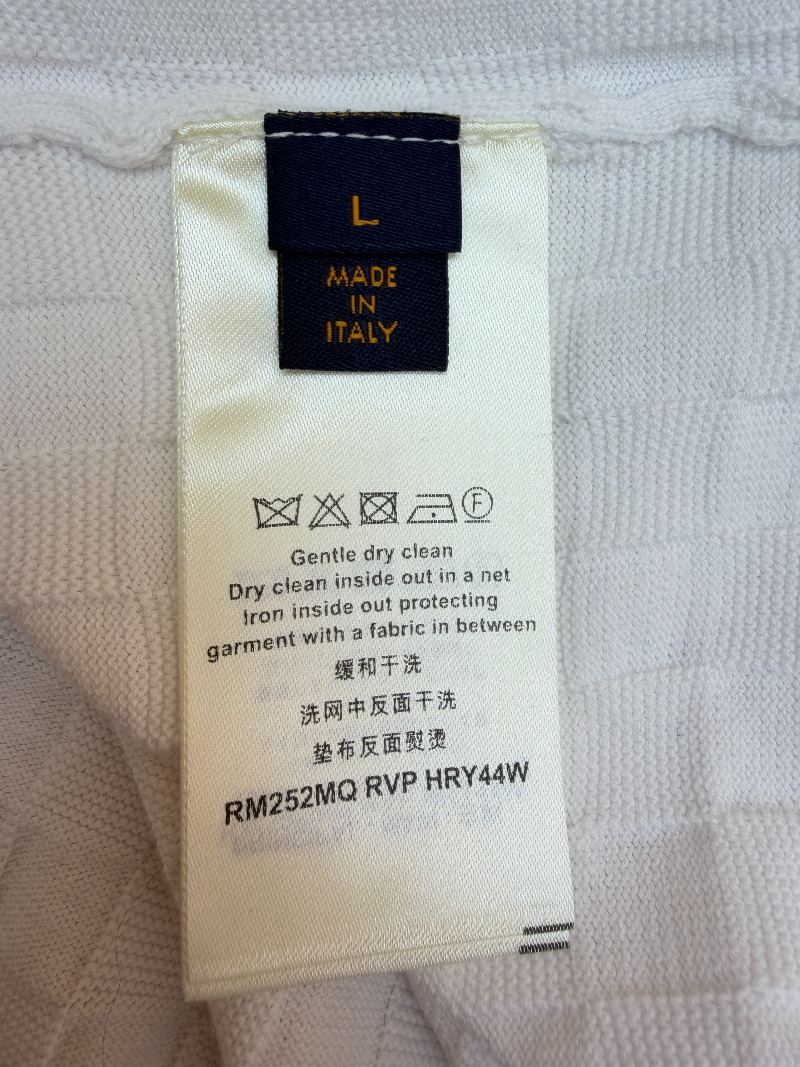 L
MADE
IN
ITALY
F
Gentle dry clean
Dry clean inside out in a net
Iron inside out protecting
garment with a fabric in between
缓和干洗
洗网中反面干洗
垫布反面熨烫
RM252MQ RVP HRY44W